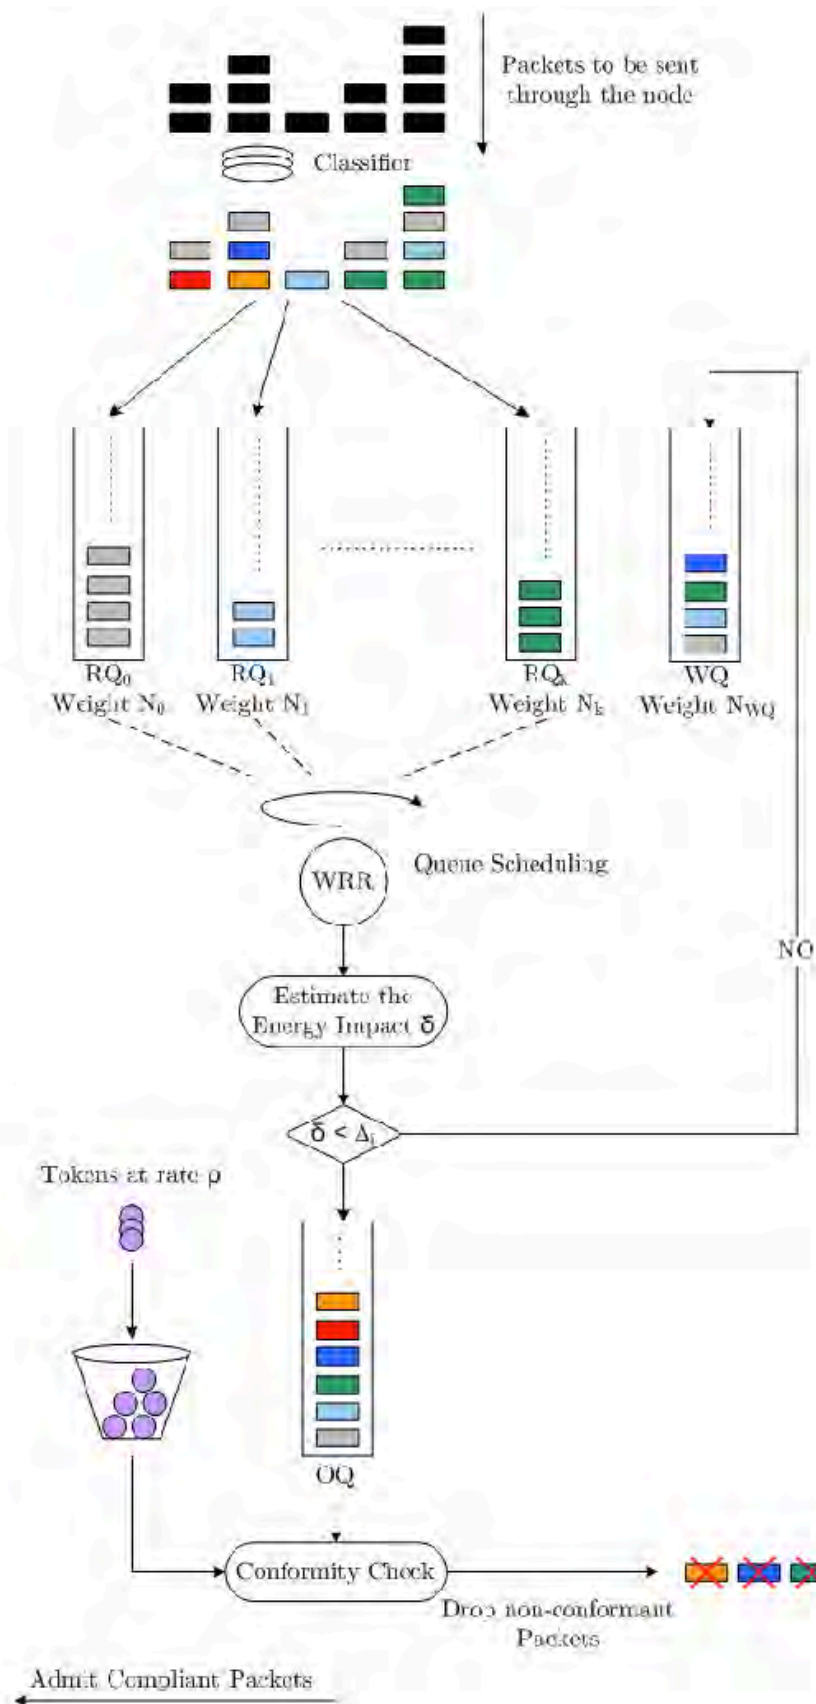 Packets to be sent
through the node
Classifier
RQ₀
Weight N₀
RQ₁
Weight N₁
RQₖ
Weight Nₖ
WQ
Weight N_WQ
Queue Scheduling
WRR
NO
Estimate the
Energy Impact δ
δ < Δᵢ
Tokens at rate ρ
OQ
Conformity Check
Drop non-conformant
Packets
Admit Compliant Packets